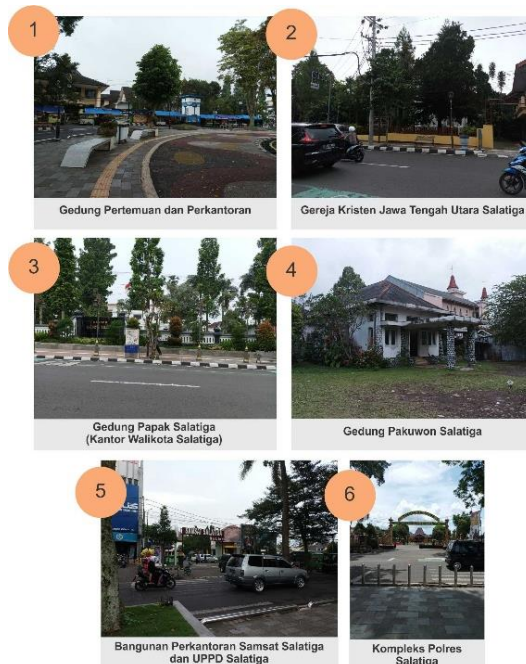 1
2
Gedung Pertemuan dan Perkantoran
Gereja Kristen Jawa Tengah Utara Salatiga
3
4
Gedung Papak Salatiga
(Kantor Walikota Salatiga)
Gedung Pakuwon Salatiga
5
6
Bangunan Perkantoran Samsat Salatiga
dan UPPD Salatiga
Kompleks Polres
Salatiga